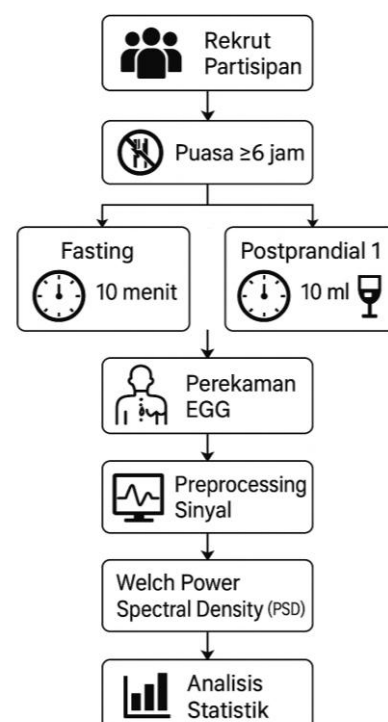 Rekrut
Partisipan
Puasa ≥6 jam
Fasting
10 menit
Postprandial 1
10 ml
Perekaman
EGG
Preprocessing
Sinyal
Welch Power
Spectral Density (PSD)
Analisis
Statistik